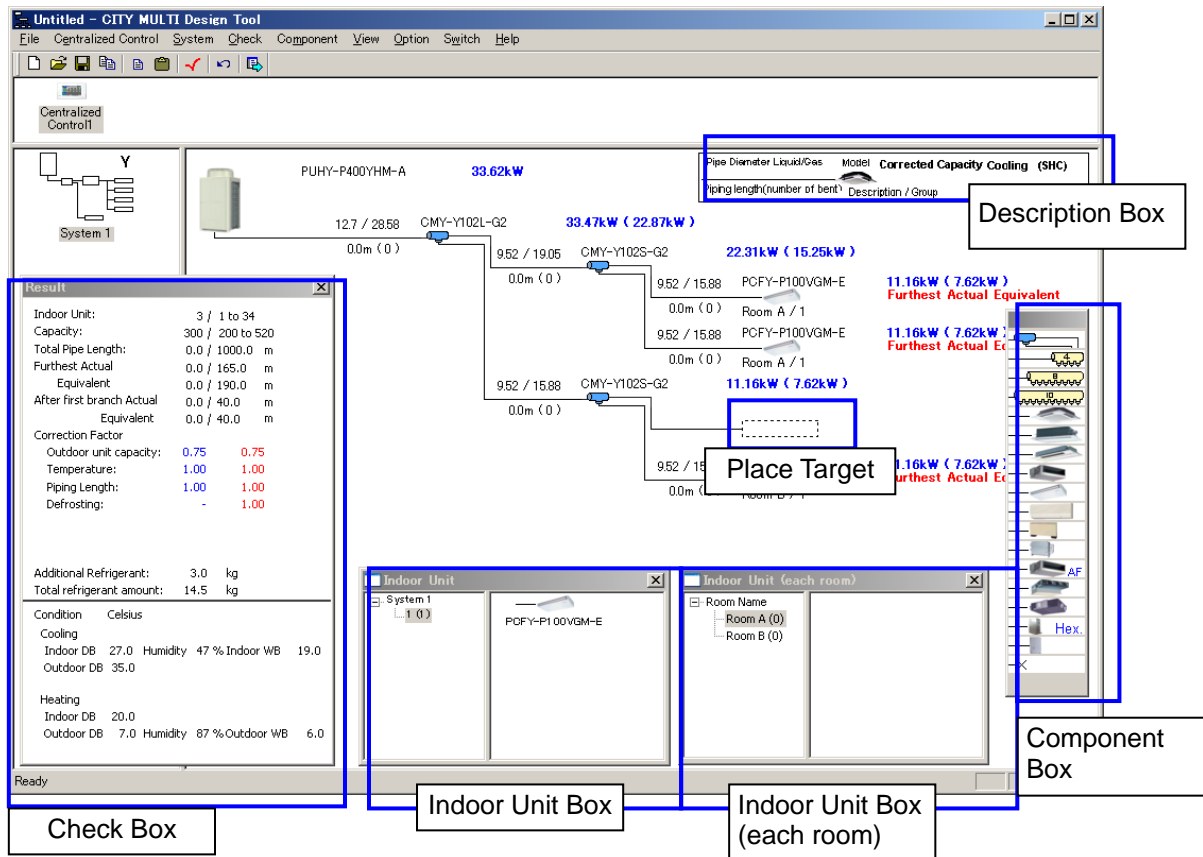 Untitled - CITY MULTI Design Tool
File Centralized Control System Check Component View Option Switch Help
Centralized
Control1
Y
System 1
PUHY-P400YHM-A 33.62kW
Pipe Diameter Liquid/Gas Model Corrected Capacity Cooling (SHC)
Piping length(number of bent) Description / Group
Description Box
12.7 / 28.58 CMY-Y102L-G2 33.47kW ( 22.87kW )
0.0m ( 0 )
9.52 / 19.05 CMY-Y102S-G2 22.31kW ( 15.25kW )
0.0m ( 0 )
9.52 / 15.88 PCFY-P100VGM-E 11.16kW ( 7.62kW )
Furthest Actual Equivalent
0.0m ( 0 ) Room A / 1
9.52 / 15.88 PCFY-P100VGM-E 11.16kW ( 7.62kW )
Furthest Actual Eq
0.0m ( 0 ) Room A / 1
9.52 / 15.88 CMY-Y102S-G2 11.16kW ( 7.62kW )
0.0m ( 0 )
Place Target
9.52 / 15 11.16kW ( 7.62kW )
Furthest Actual Eq
0.0m ( 0 ) Room B / 1
4
8
10
AF
Hex.
Component
Box
Result
Indoor Unit: 3 / 1 to 34
Capacity: 300 / 200 to 520
Total Pipe Length: 0.0 / 1000.0 m
Furthest Actual 0.0 / 165.0 m
Equivalent 0.0 / 190.0 m
After first branch Actual 0.0 / 40.0 m
Equivalent 0.0 / 40.0 m
Correction Factor
Outdoor unit capacity: 0.75 0.75
Temperature: 1.00 1.00
Piping Length: 1.00 1.00
Defrosting: - 1.00
Additional Refrigerant: 3.0 kg
Total refrigerant amount: 14.5 kg
Condition Celsius
Cooling
Indoor DB 27.0 Humidity 47 % Indoor WB 19.0
Outdoor DB 35.0
Heating
Indoor DB 20.0
Outdoor DB 7.0 Humidity 87 % Outdoor WB 6.0
Indoor Unit
System 1
1 (1)
PCFY-P100VGM-E
Indoor Unit (each room)
Room Name
Room A (0)
Room B (0)
Ready
Check Box
Indoor Unit Box
Indoor Unit Box
(each room)